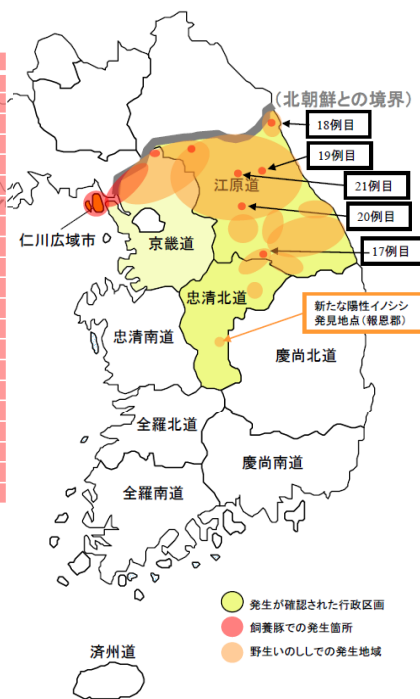 (北朝鮮との境界)
18例目
19例目
江原道
21例目
20例目
仁川広域市
京畿道
17例目
忠清北道
新たな陽性イノシシ
発見地点(報恩郡)
忠清南道
慶尚北道
全羅北道
慶尚南道
全羅南道
発生が確認された行政区画
飼養豚での発生箇所
野生いのししでの発生地域
済州道